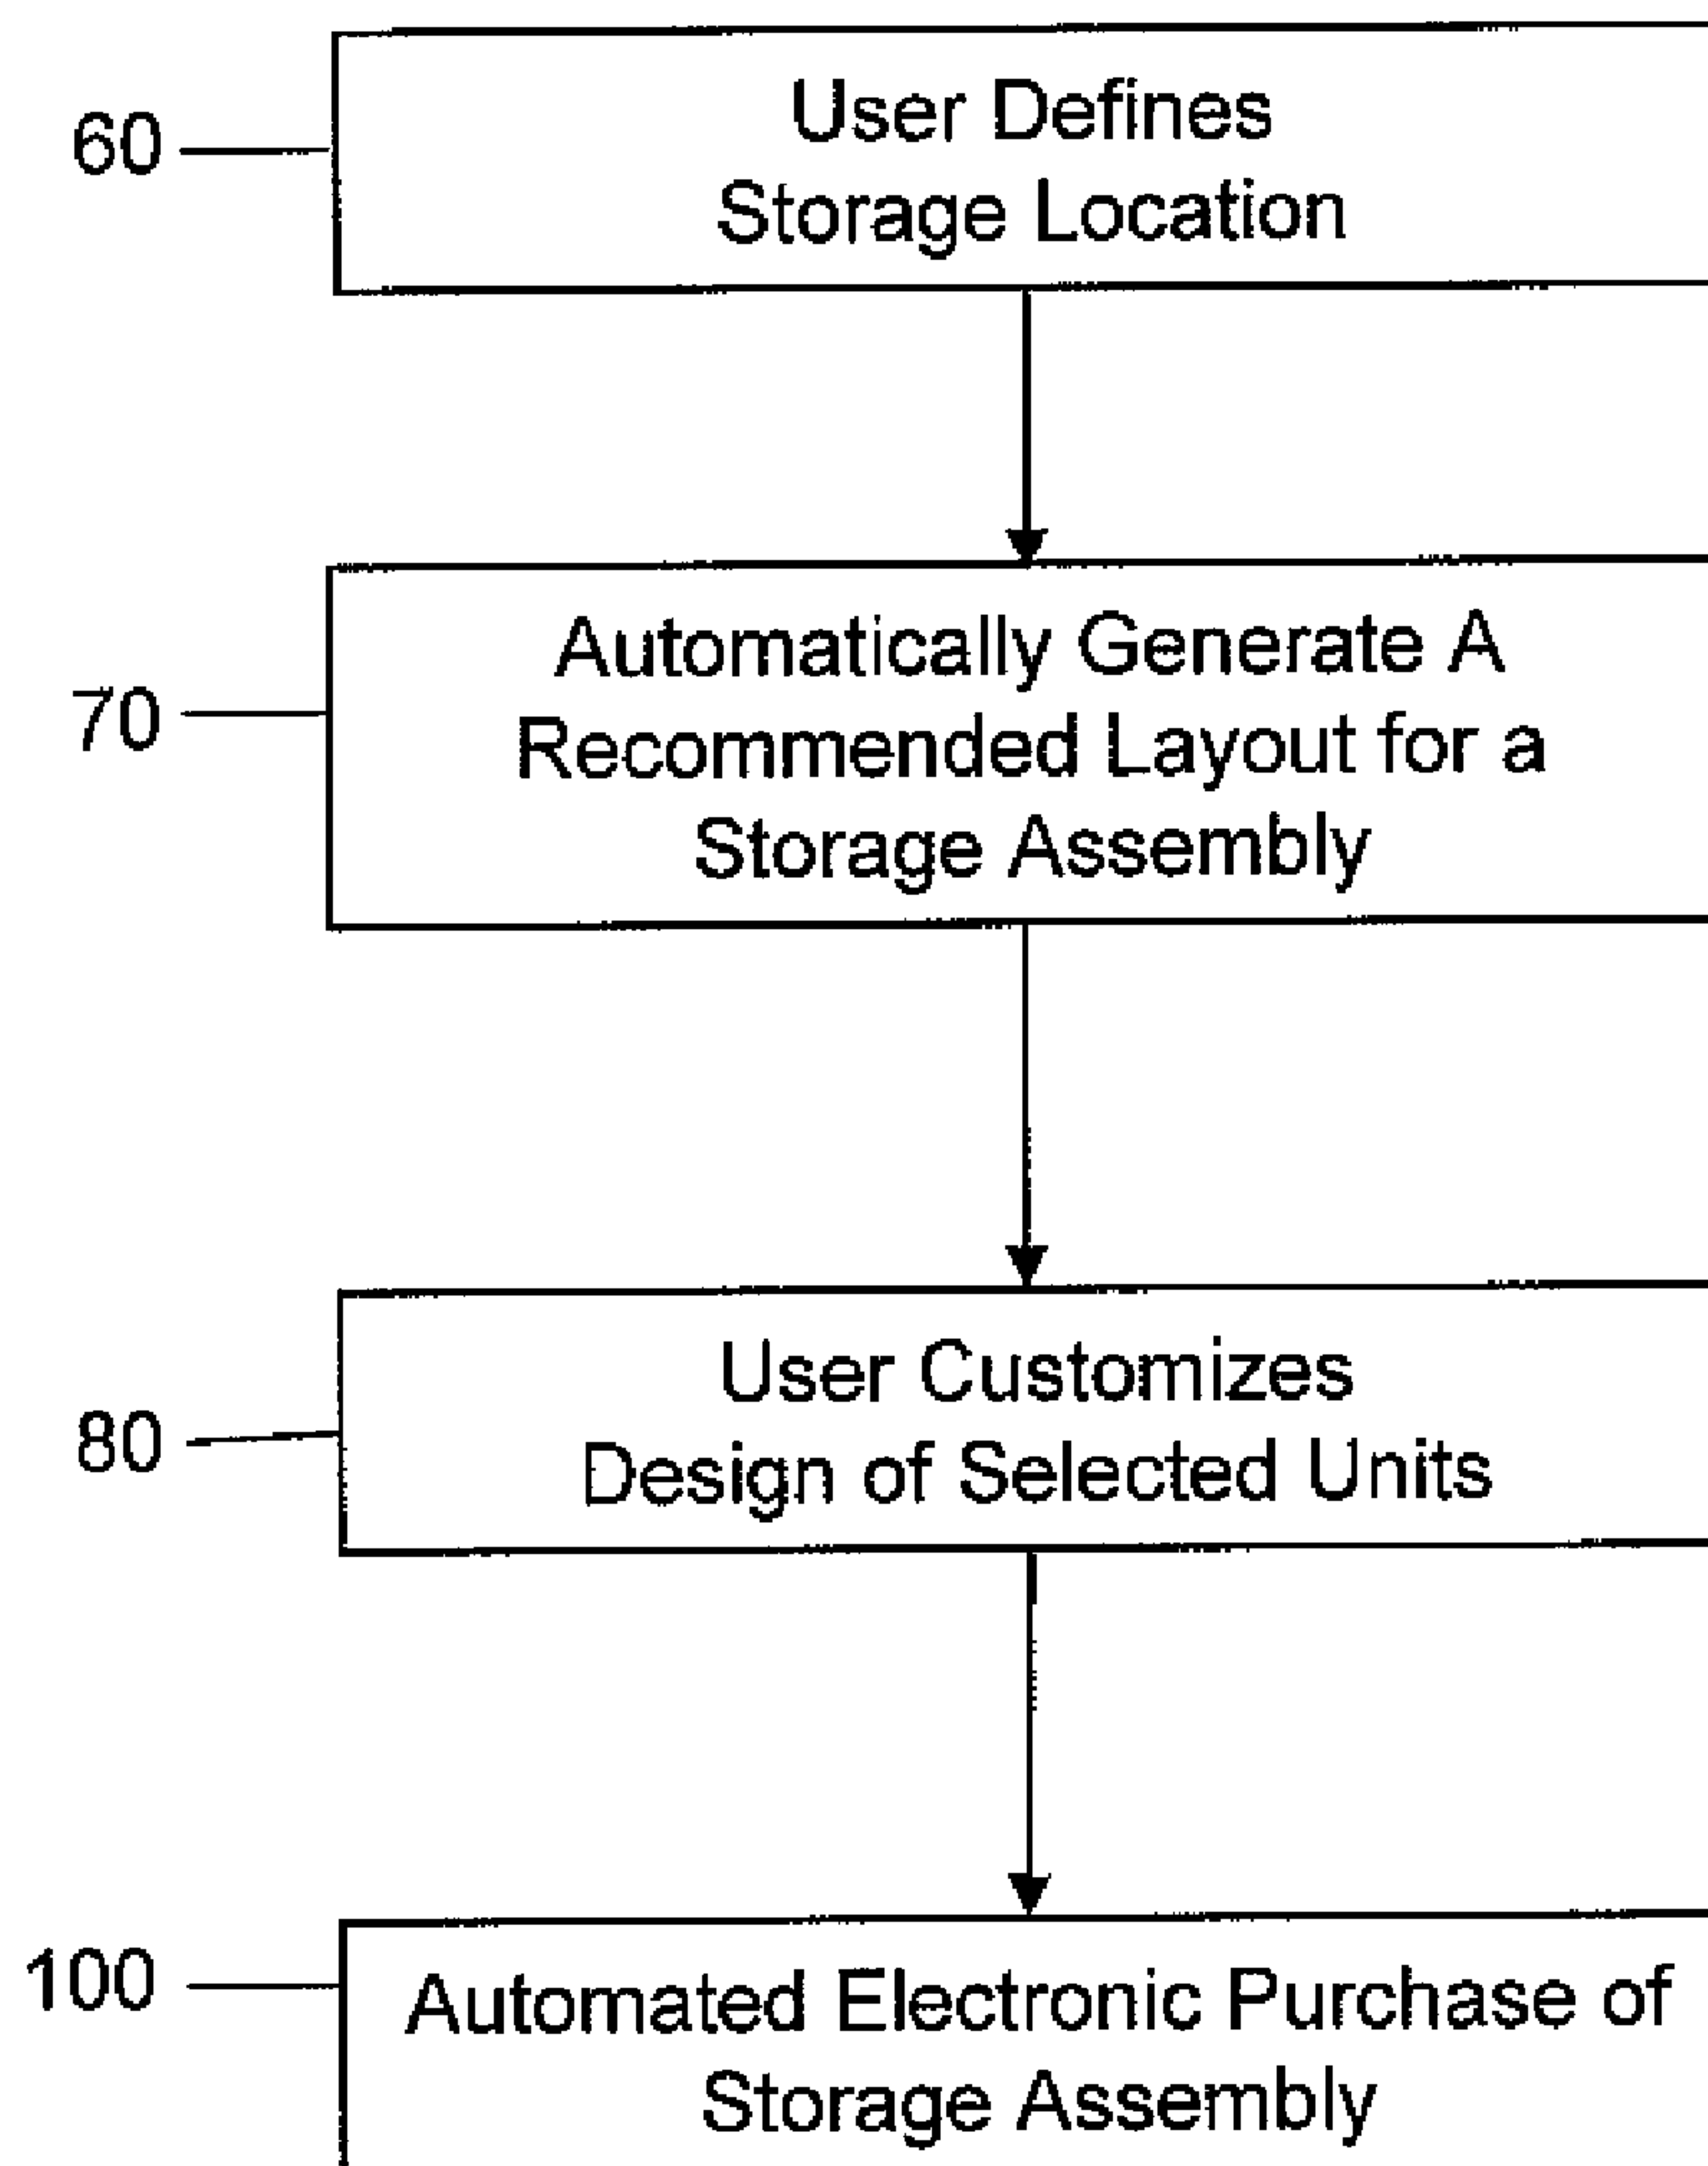 60
User Defines
Storage Location
70
Automatically Generate A
Recommended Layout for a
Storage Assembly
80
User Customizes
Design of Selected Units
100
Automated Electronic Purchase of
Storage Assembly